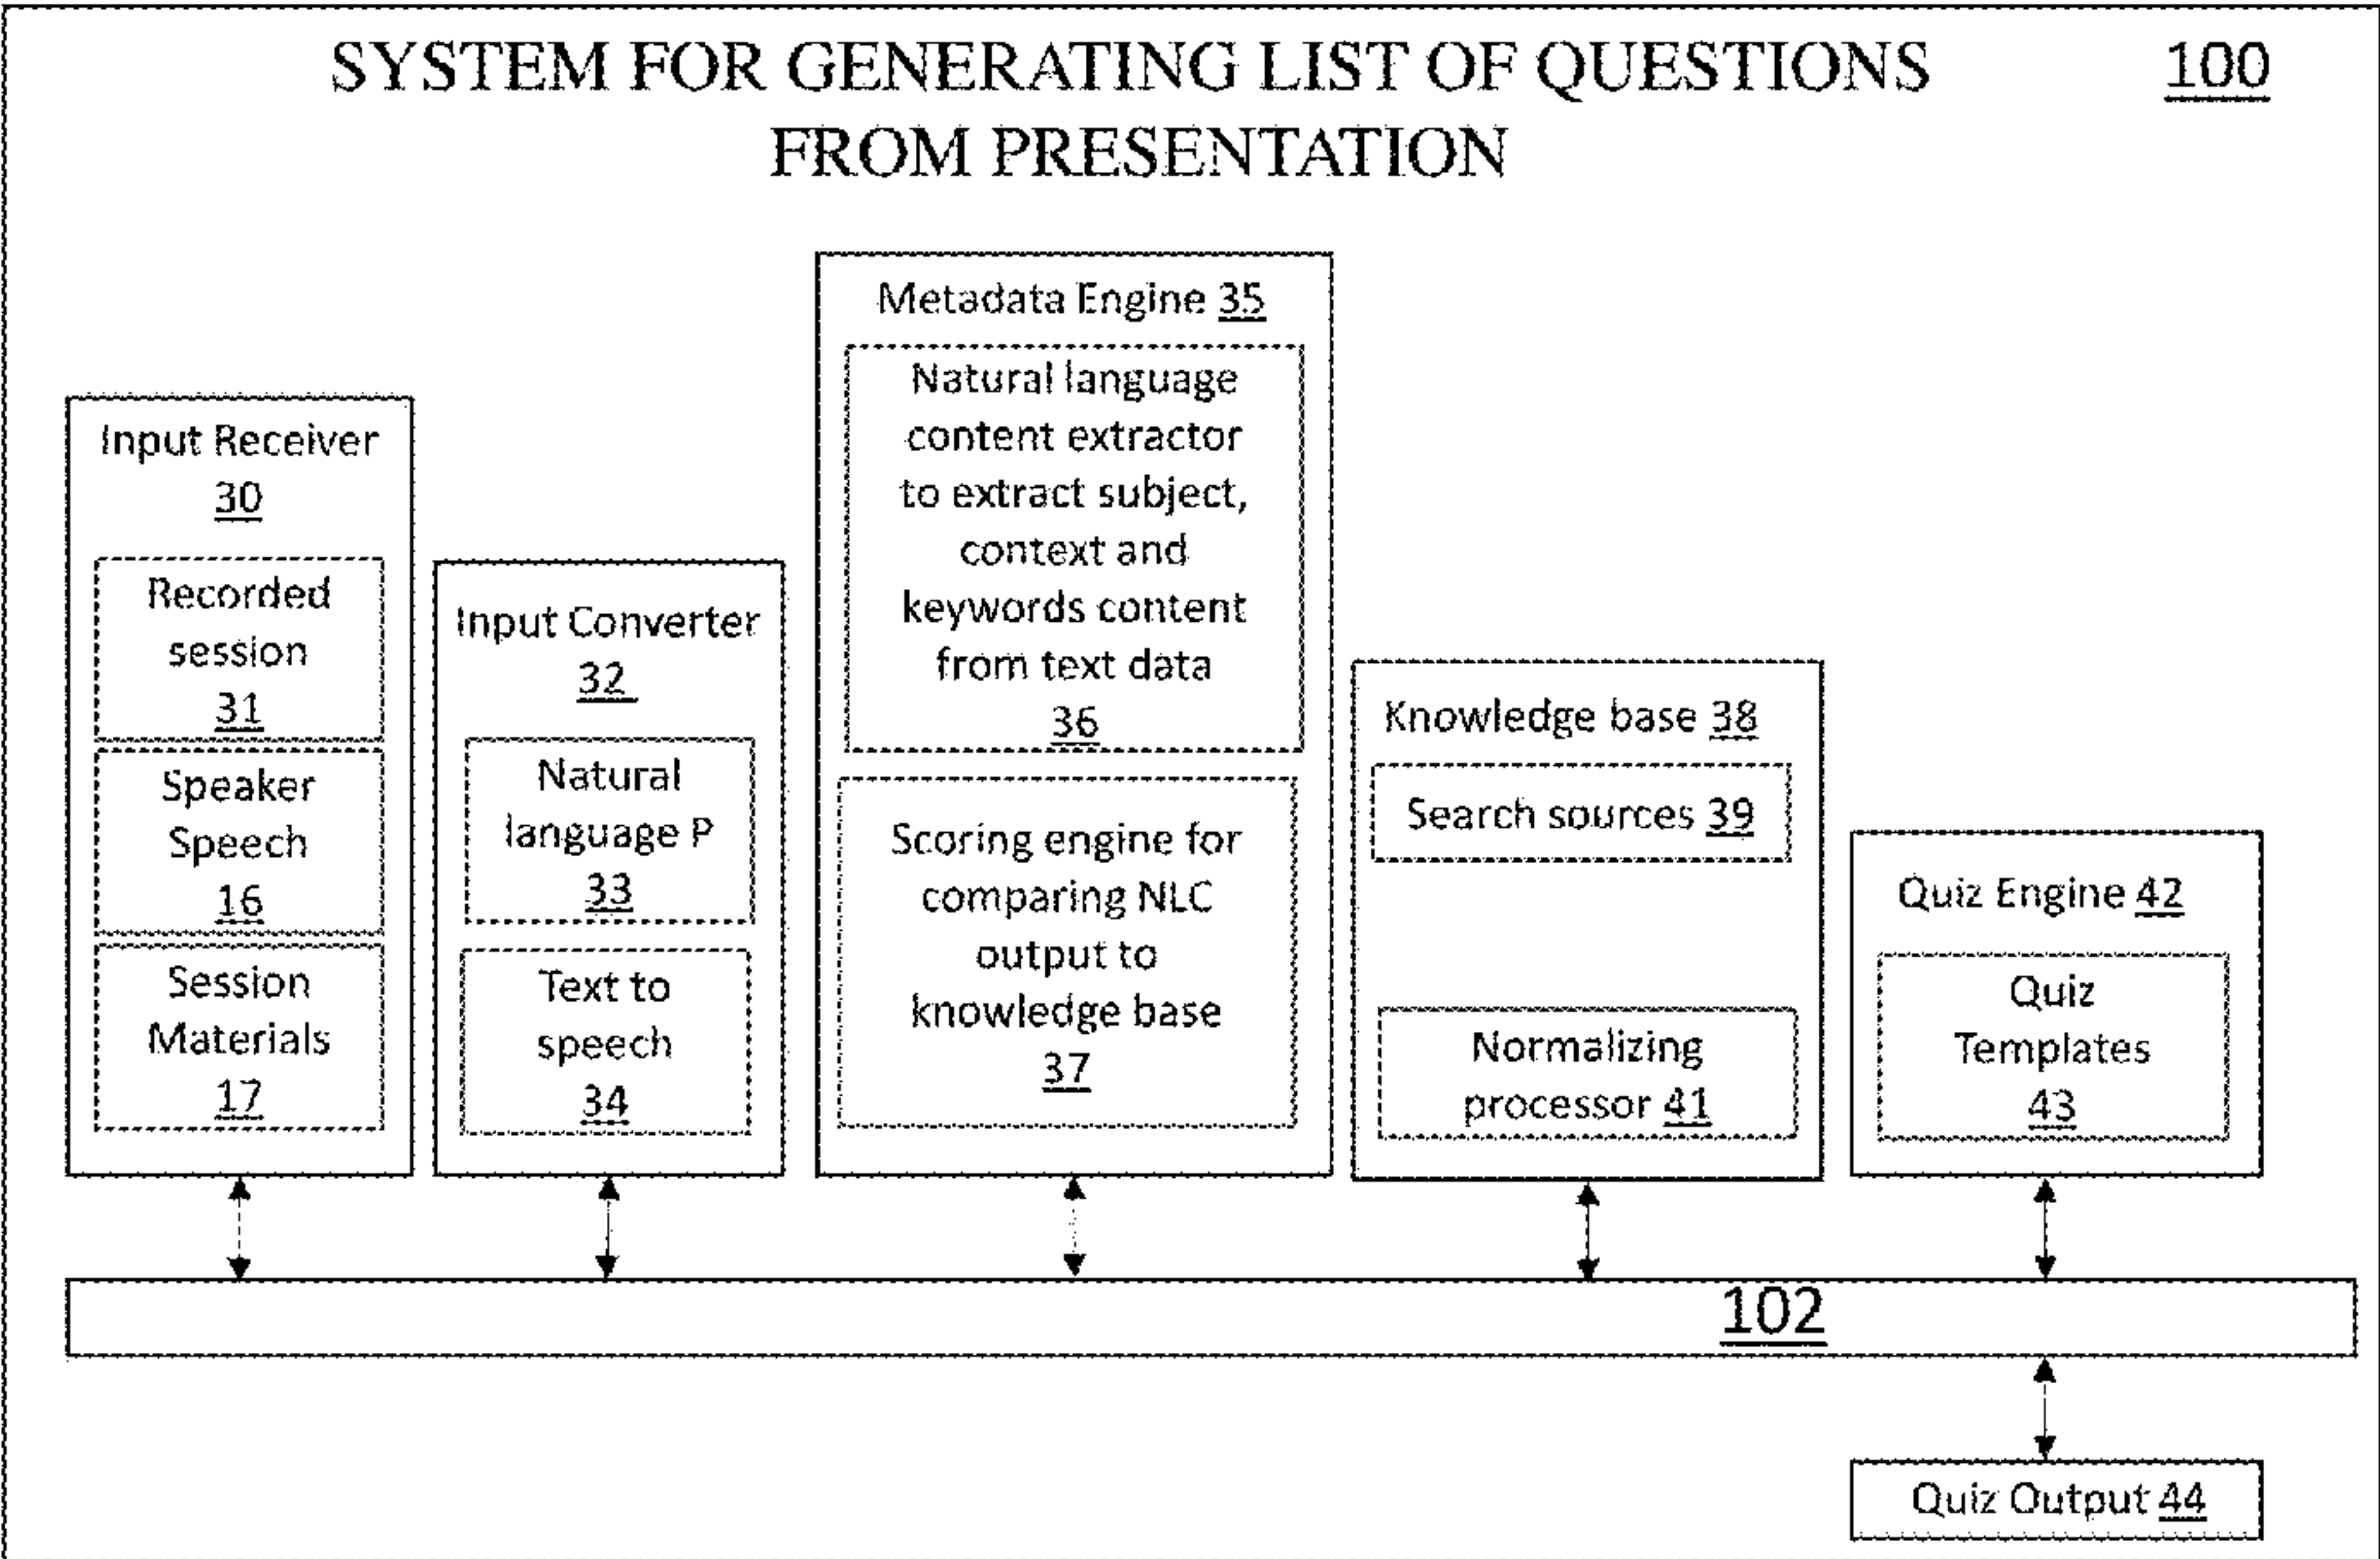 SYSTEM FOR GENERATING LIST OF QUESTIONS
FROM PRESENTATION
100
Input Receiver
30
Recorded
session
31
Speaker
Speech
16
Session
Materials
17
Input Converter
32
Natural
language P
33
Text to
speech
34
Metadata Engine 35
Natural language
content extractor
to extract subject,
context and
keywords content
from text data
36
Scoring engine for
comparing NLC
output to
knowledge base
37
Knowledge base 38
Search sources 39
Normalizing
processor 41
Quiz Engine 42
Quiz
Templates
43
102
Quiz Output 44